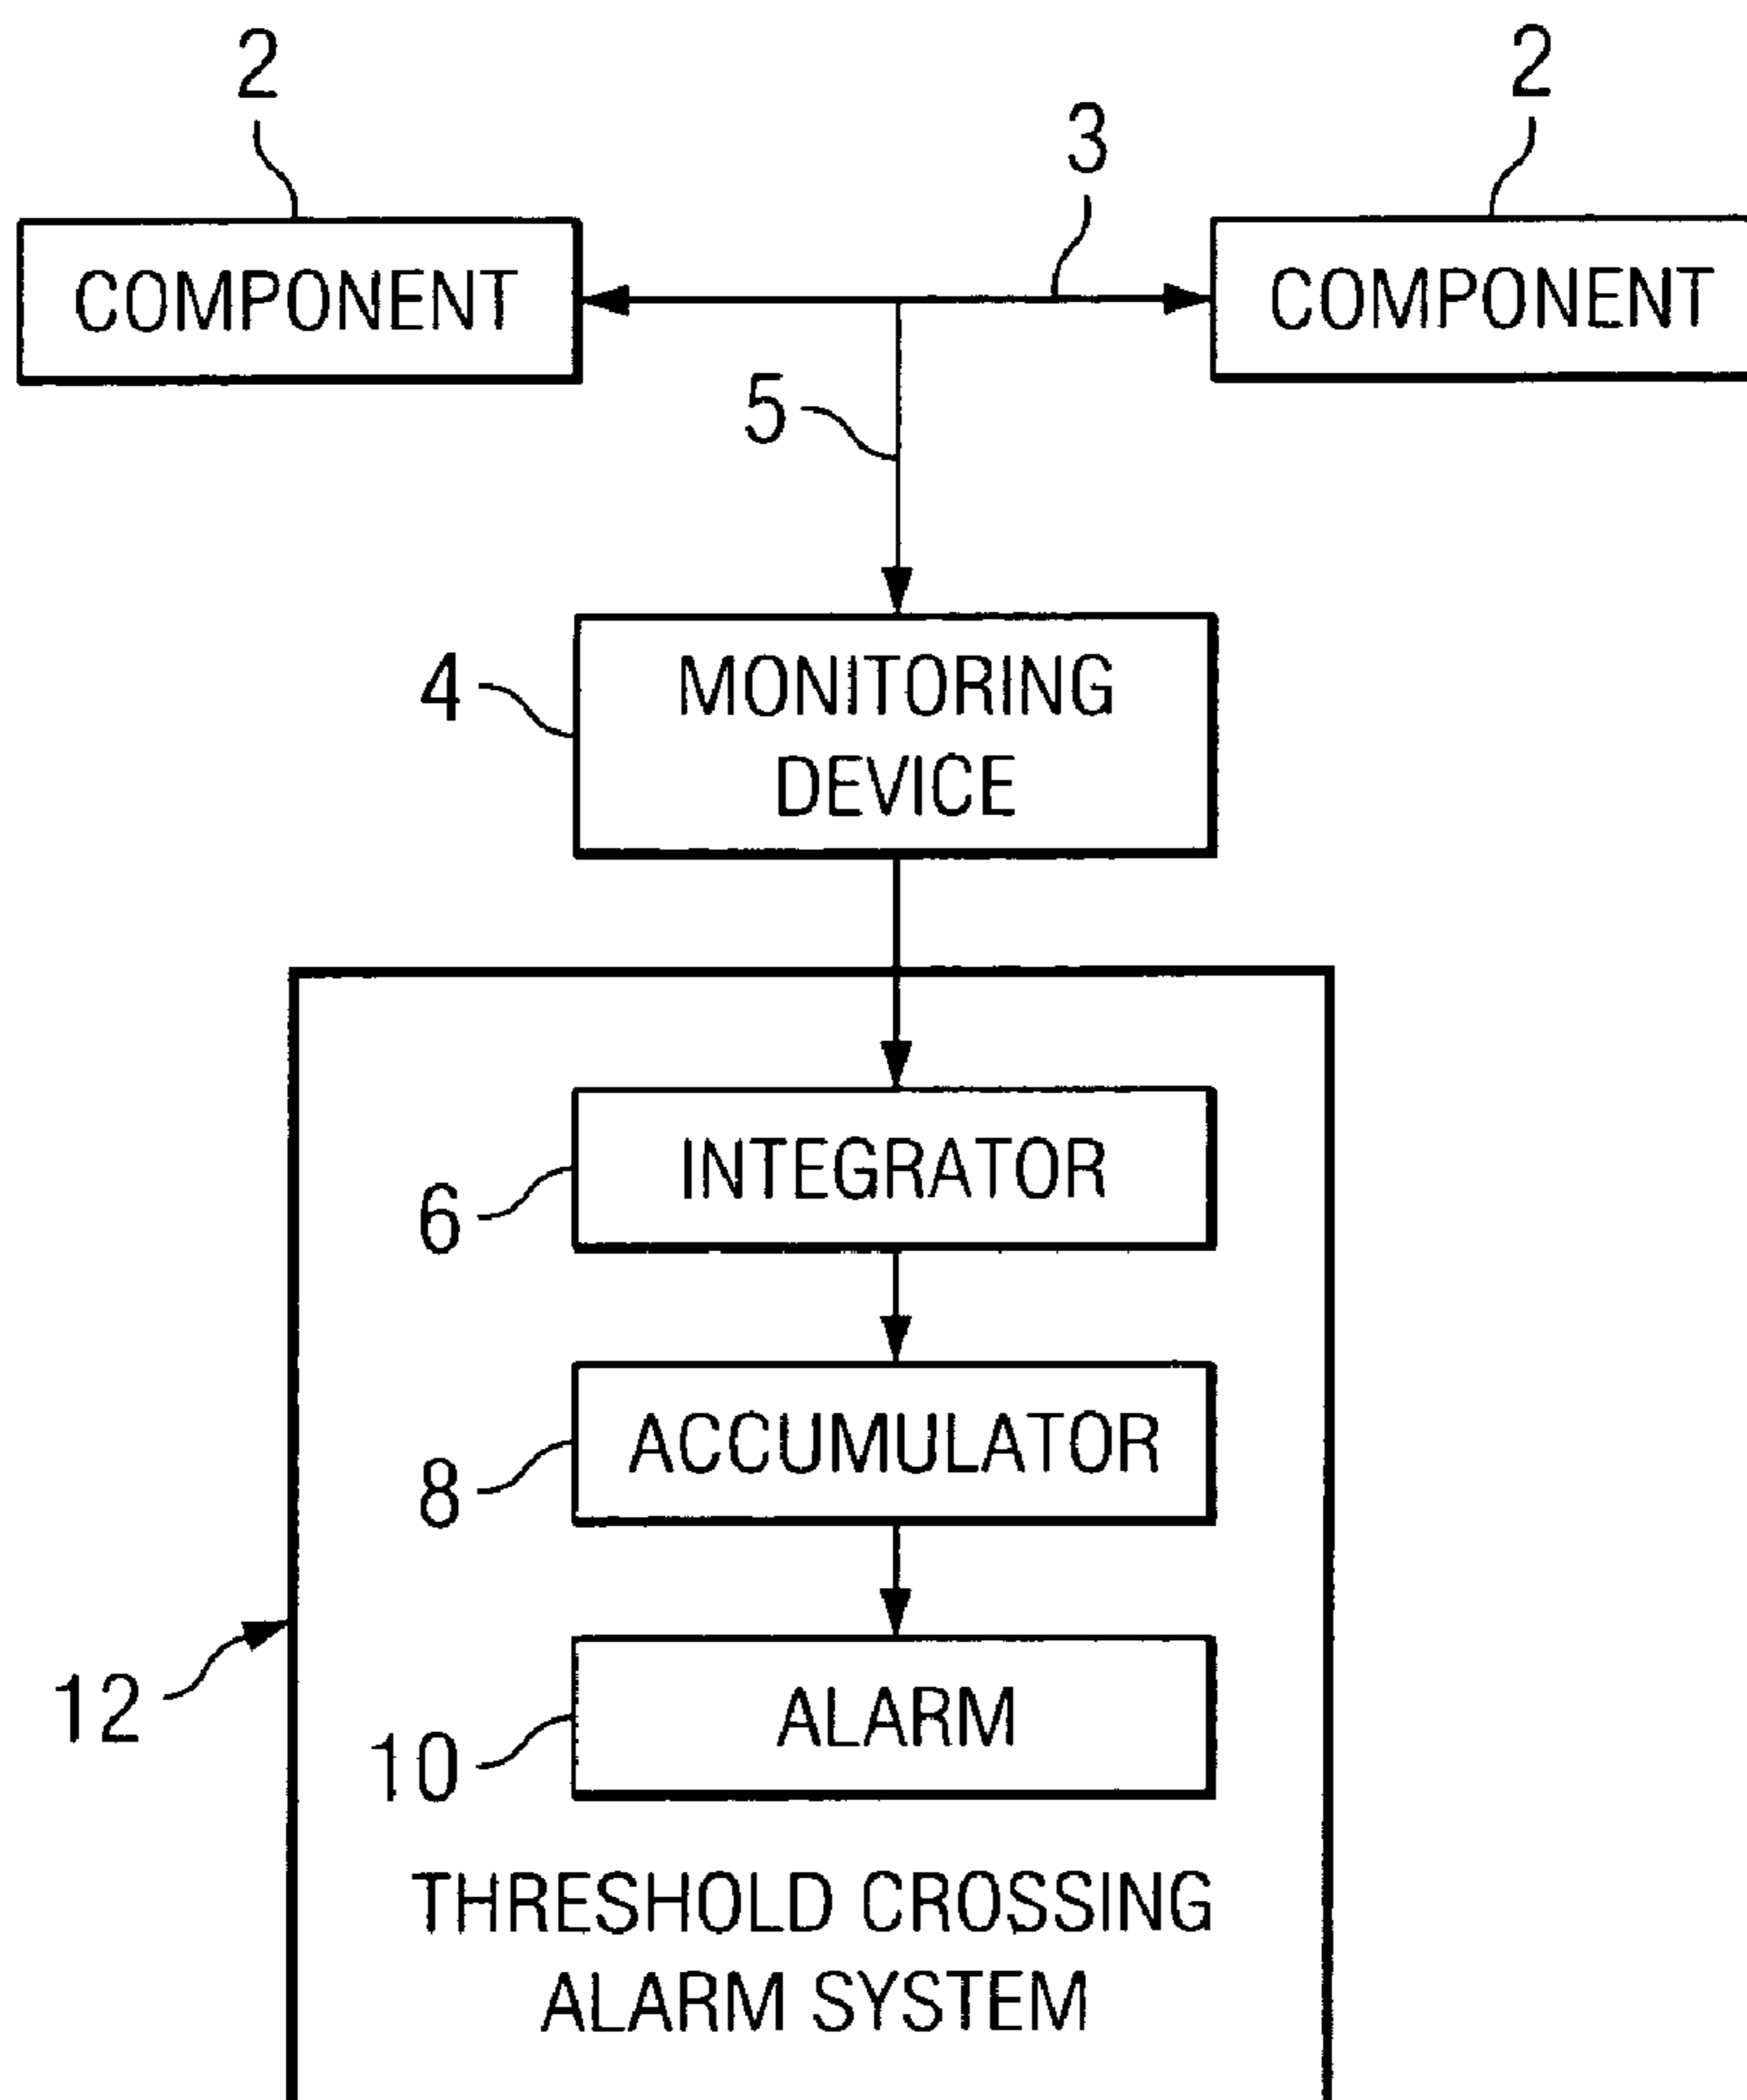 2
2
3
COMPONENT
COMPONENT
5
4
MONITORING
DEVICE
6
INTEGRATOR
8
ACCUMULATOR
12
10
ALARM
THRESHOLD CROSSING
ALARM SYSTEM